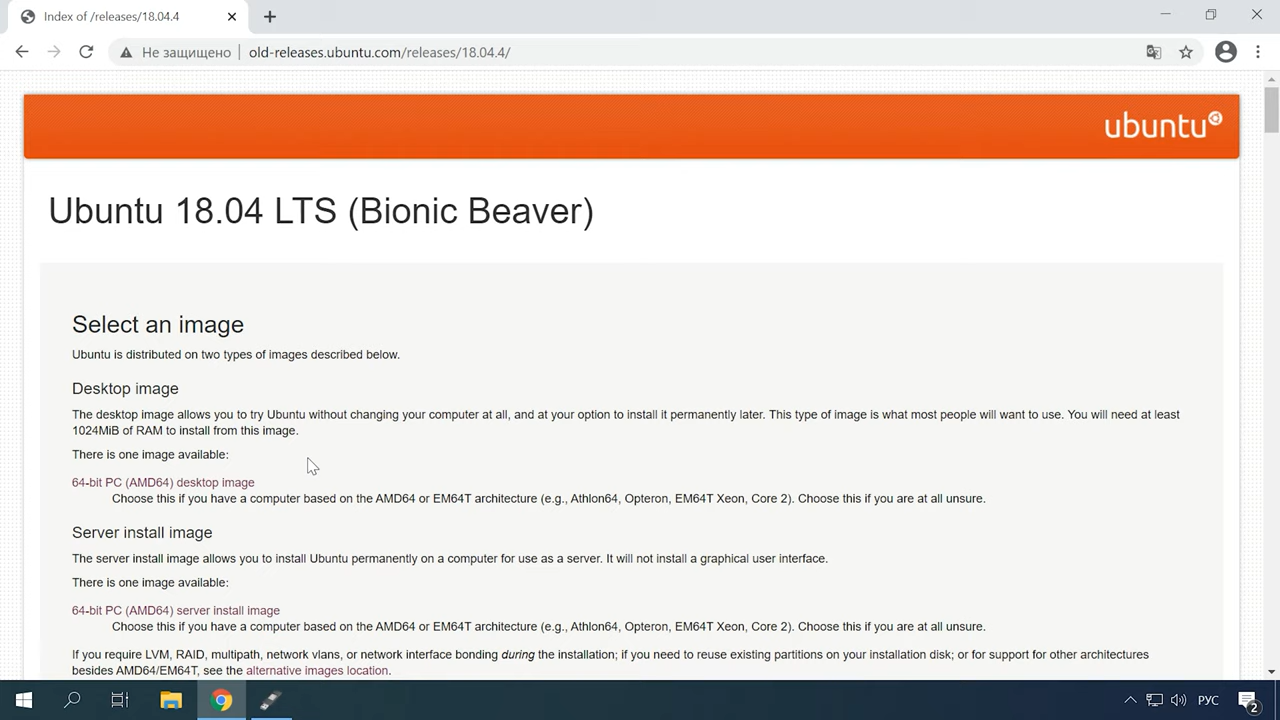 Index of /releases/18.04.4
Не защищено | old-releases.ubuntu.com/releases/18.04.4/
ubuntu
Ubuntu 18.04 LTS (Bionic Beaver)
Select an image
Ubuntu is distributed on two types of images described below.
Desktop image
The desktop image allows you to try Ubuntu without changing your computer at all, and at your option to install it permanently later. This type of image is what most people will want to use. You will need at least
1024MiB of RAM to install from this image.
There is one image available:
64-bit PC (AMD64) desktop image
Choose this if you have a computer based on the AMD64 or EM64T architecture (e.g., Athlon64, Opteron, EM64T Xeon, Core 2). Choose this if you are at all unsure.
Server install image
The server install image allows you to install Ubuntu permanently on a computer for use as a server. It will not install a graphical user interface.
There is one image available:
64-bit PC (AMD64) server install image
Choose this if you have a computer based on the AMD64 or EM64T architecture (e.g., Athlon64, Opteron, EM64T Xeon, Core 2). Choose this if you are at all unsure.
If you require LVM, RAID, multipath, network vlans, or network interface bonding during the installation; if you need to reuse existing partitions on your installation disk; or for support for other architectures
besides AMD64/EM64T, see the alternative images location.
РУС
2